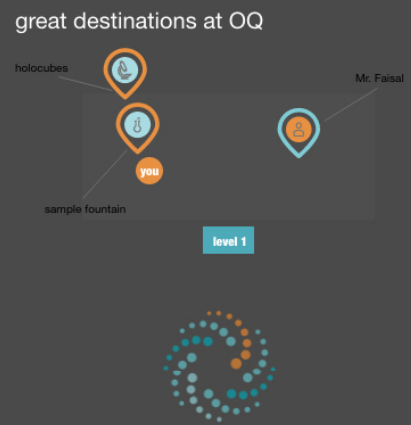 great destinations at OQ
holocubes
Mr. Faisal
you
sample fountain
level 1